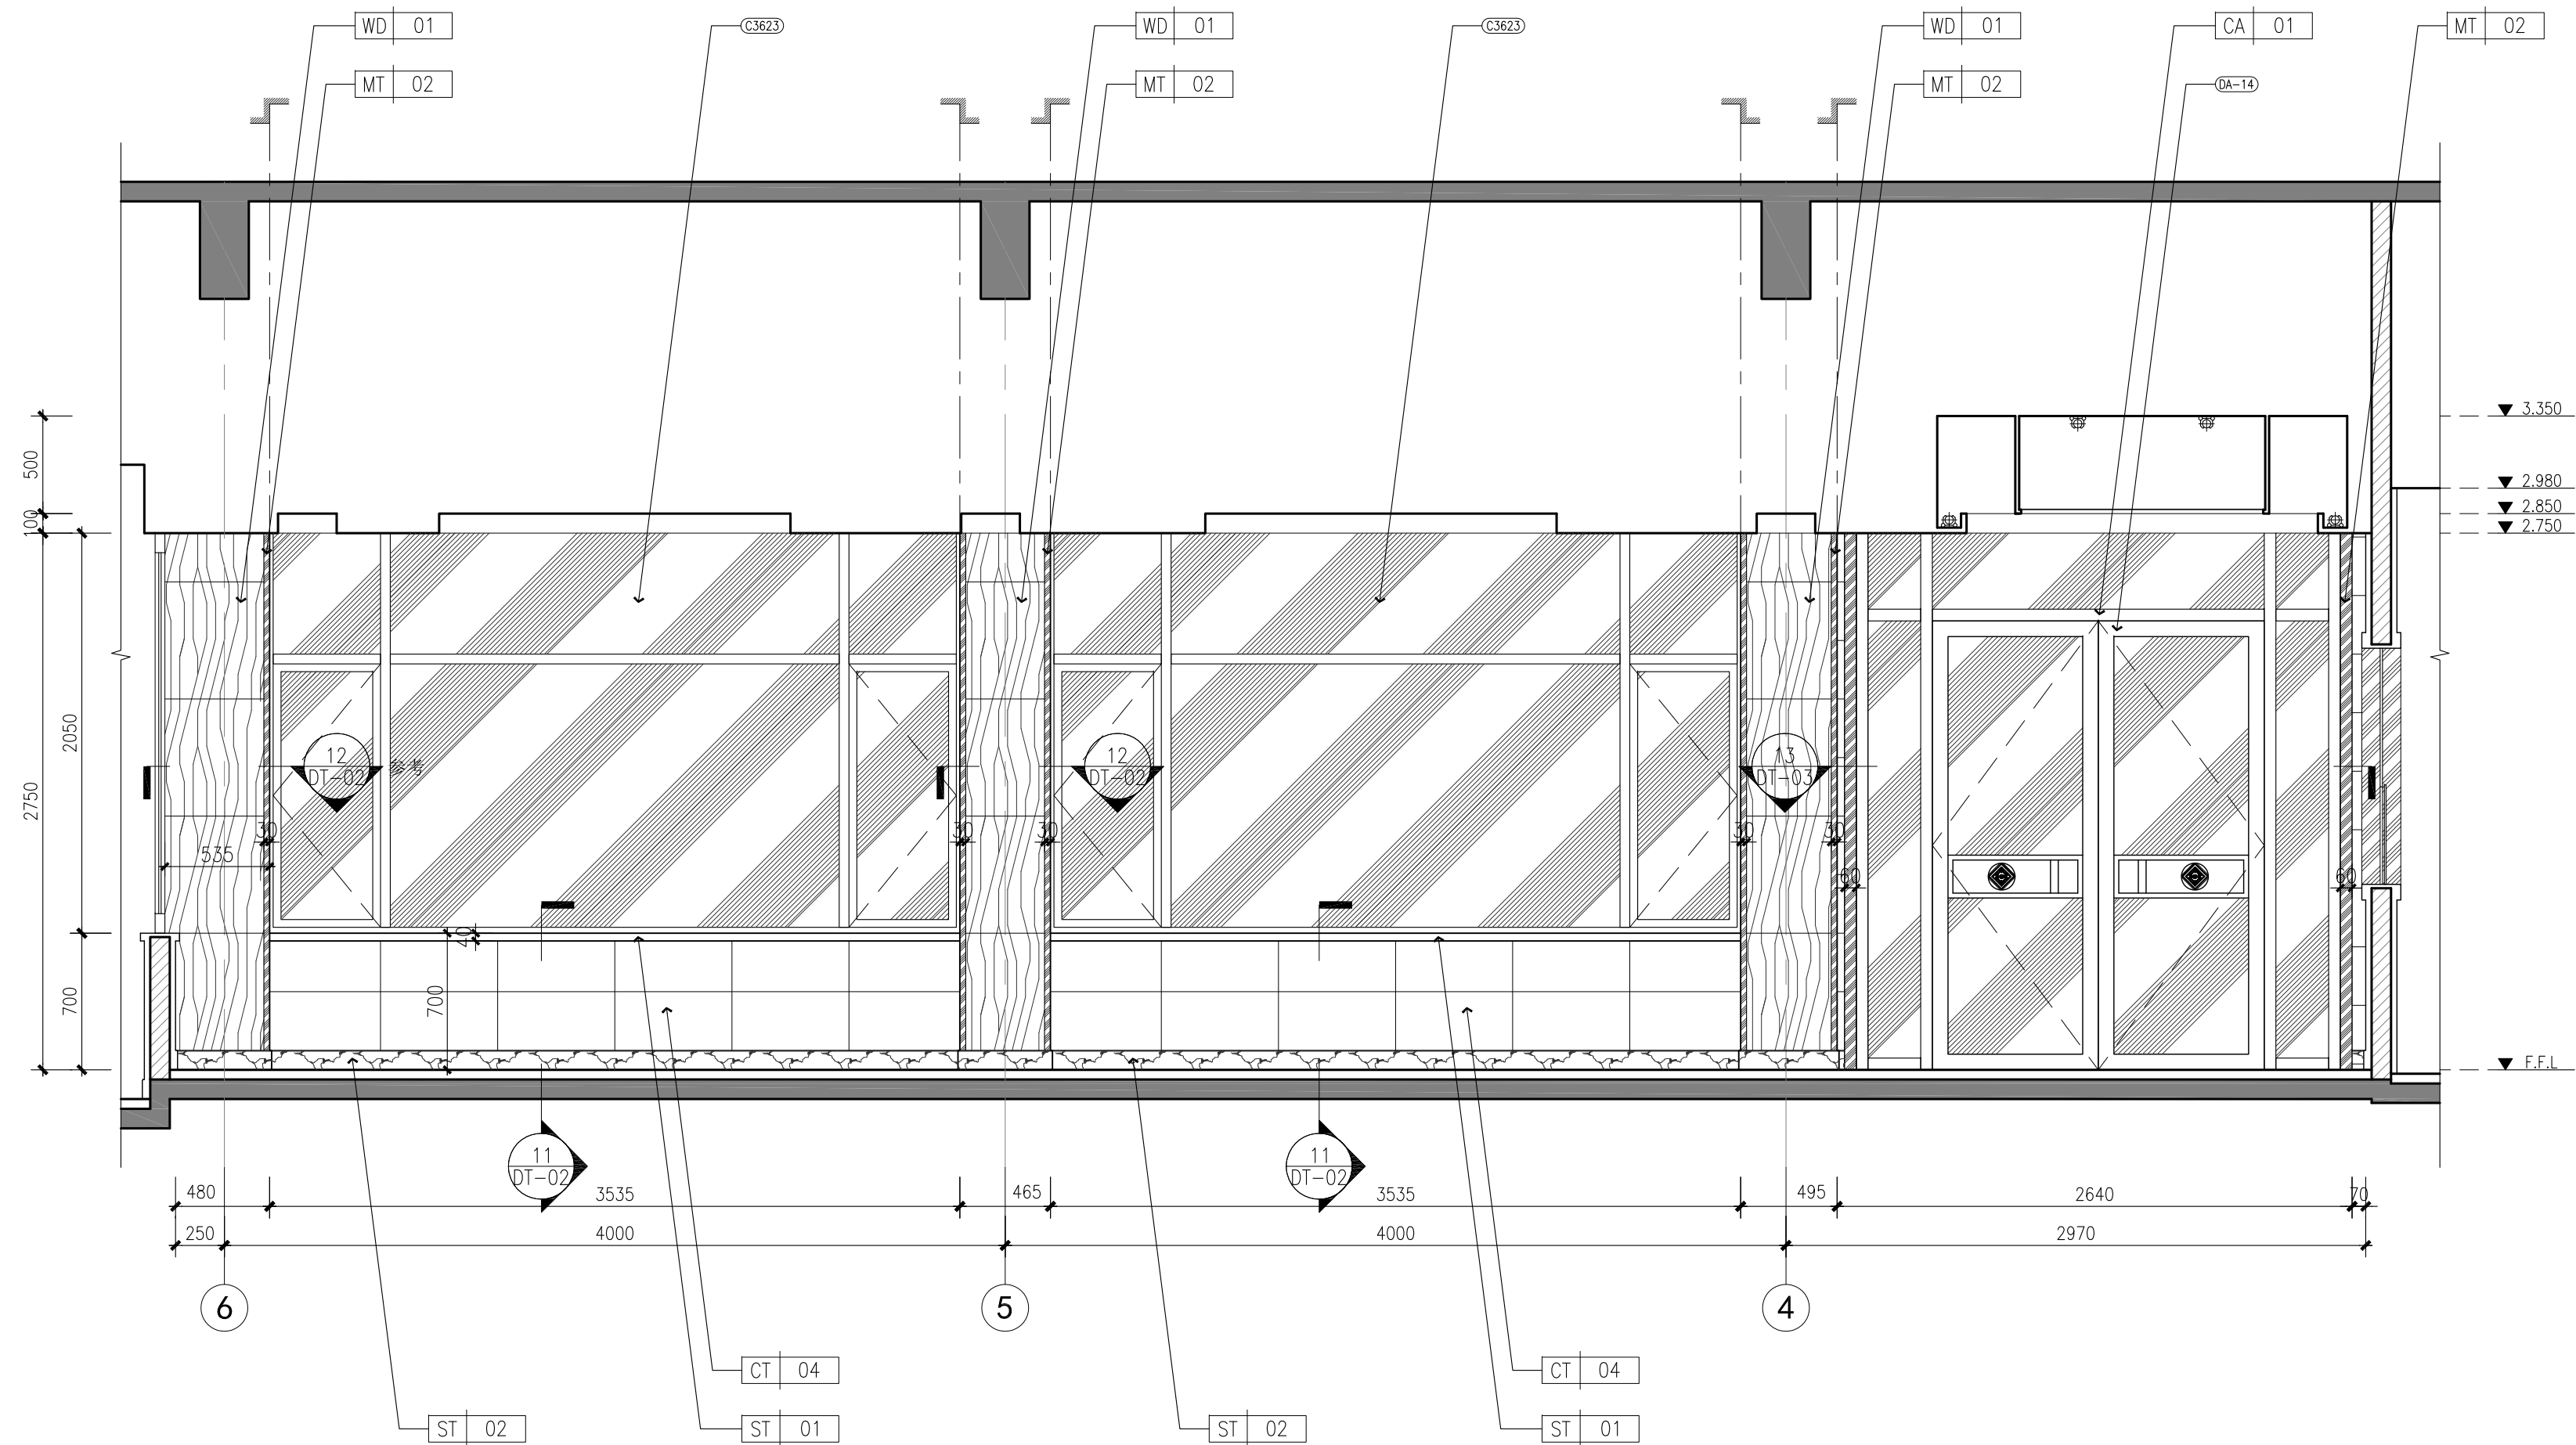 WD 01
C3623
WD 01
C3623
WD 01
CA 01
MT 02
MT 02
MT 02
MT 02
DA-14
3.350
500
2.980
2.850
100
2.750
2050
12
DT-02
参考
12
DT-02
13
DT-03
2750
30
30
30
30
30
535
60
60
40
700
700
F.F.L
11
DT-02
11
DT-02
480
3535
465
3535
495
2640
70
250
4000
4000
2970
6
5
4
CT 04
CT 04
ST 02
ST 01
ST 02
ST 01